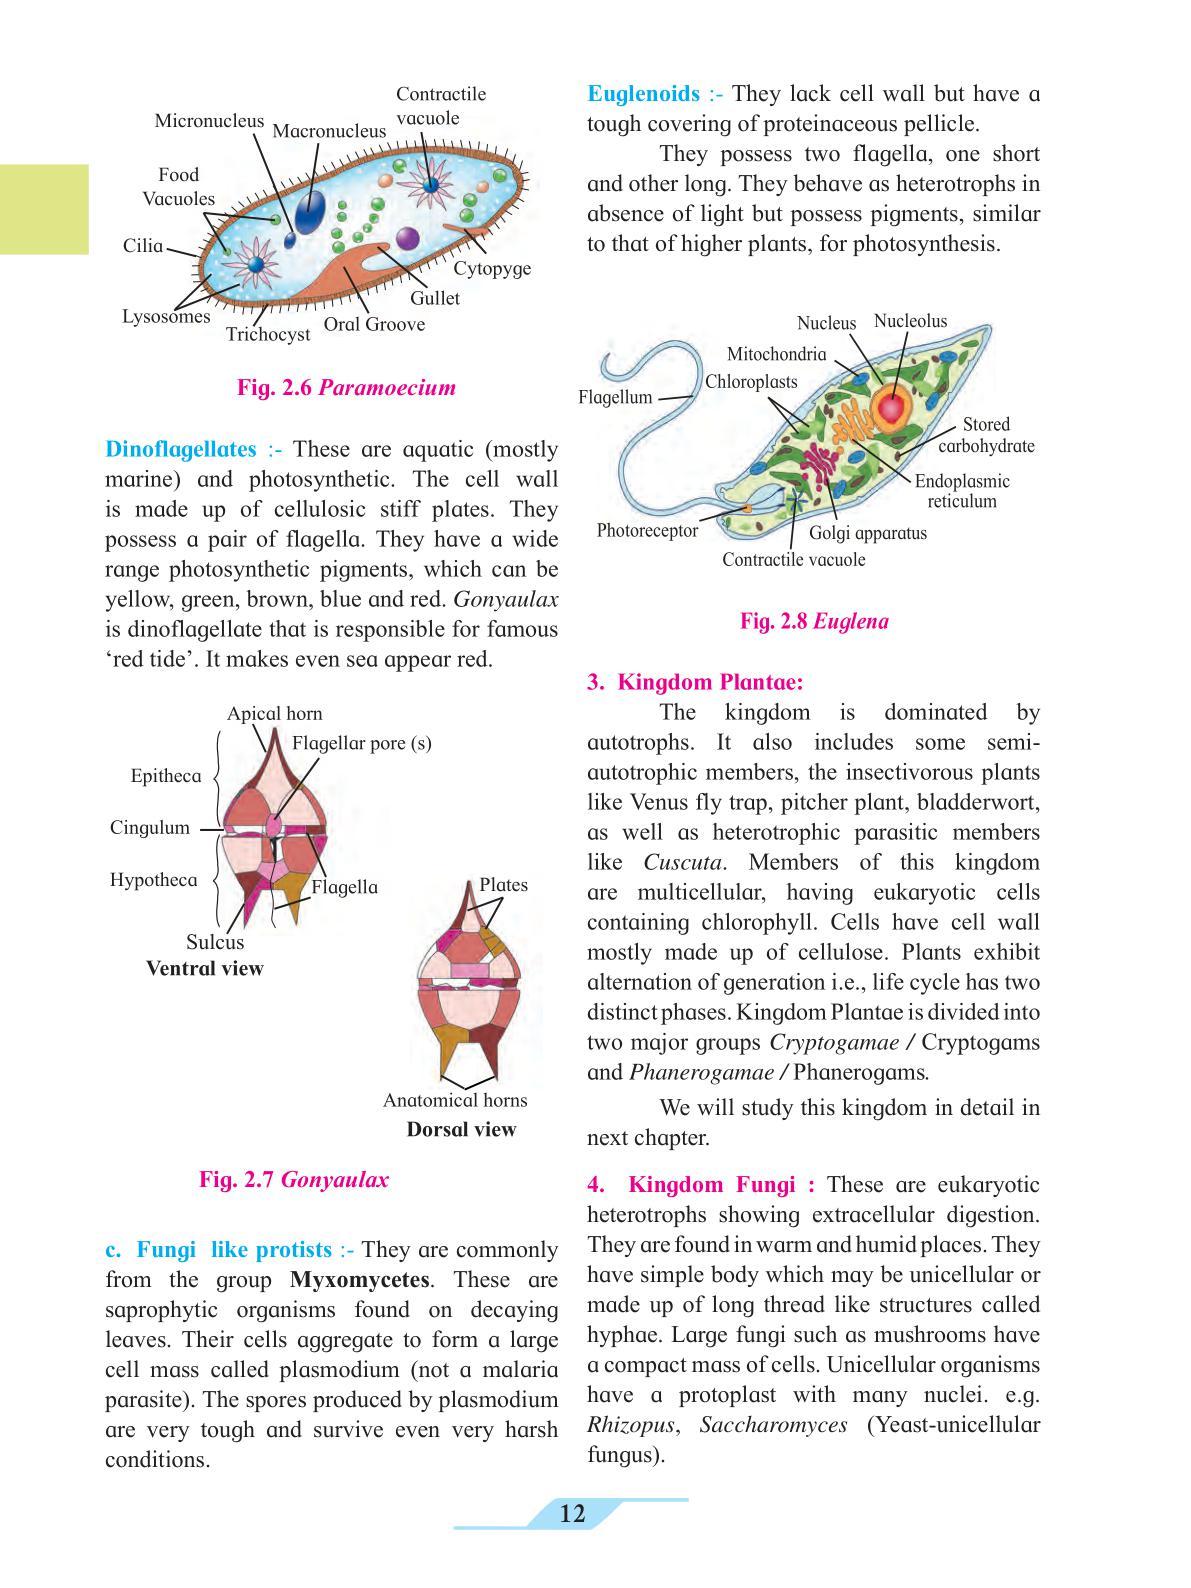 Contractile
vacuole
Micronucleus
Macronucleus
Food
Vacuoles
Cilia
Cytopyge
Gullet
Lysosomes
Trichocyst
Oral Groove
Fig. 2.6 Paramoecium
Dinoflagellates :- These are aquatic (mostly
marine) and photosynthetic. The cell wall
is made up of cellulosic stiff plates. They
possess a pair of flagella. They have a wide
range photosynthetic pigments, which can be
yellow, green, brown, blue and red. Gonyaulax
is dinoflagellate that is responsible for famous
‘red tide’. It makes even sea appear red.
Apical horn
Flagellar pore (s)
Epitheca
Cingulum
Hypotheca
Flagella
Sulcus
Ventral view
Plates
Anatomical horns
Dorsal view
Fig. 2.7 Gonyaulax
c. Fungi like protists :- They are commonly
from the group Myxomycetes. These are
saprophytic organisms found on decaying
leaves. Their cells aggregate to form a large
cell mass called plasmodium (not a malaria
parasite). The spores produced by plasmodium
are very tough and survive even very harsh
conditions.
Euglenoids :- They lack cell wall but have a
tough covering of proteinaceous pellicle.
They possess two flagella, one short
and other long. They behave as heterotrophs in
absence of light but possess pigments, similar
to that of higher plants, for photosynthesis.
Nucleus
Nucleolus
Mitochondria
Chloroplasts
Flagellum
Stored
carbohydrate
Endoplasmic
reticulum
Photoreceptor
Golgi apparatus
Contractile vacuole
Fig. 2.8 Euglena
3. Kingdom Plantae:
The kingdom is dominated by
autotrophs. It also includes some semi-
autotrophic members, the insectivorous plants
like Venus fly trap, pitcher plant, bladderwort,
as well as heterotrophic parasitic members
like Cuscuta. Members of this kingdom
are multicellular, having eukaryotic cells
containing chlorophyll. Cells have cell wall
mostly made up of cellulose. Plants exhibit
alternation of generation i.e., life cycle has two
distinct phases. Kingdom Plantae is divided into
two major groups Cryptogamae / Cryptogams
and Phanerogamae / Phanerogams.
We will study this kingdom in detail in
next chapter.
4. Kingdom Fungi : These are eukaryotic
heterotrophs showing extracellular digestion.
They are found in warm and humid places. They
have simple body which may be unicellular or
made up of long thread like structures called
hyphae. Large fungi such as mushrooms have
a compact mass of cells. Unicellular organisms
have a protoplast with many nuclei. e.g.
Rhizopus, Saccharomyces (Yeast-unicellular
fungus).
12